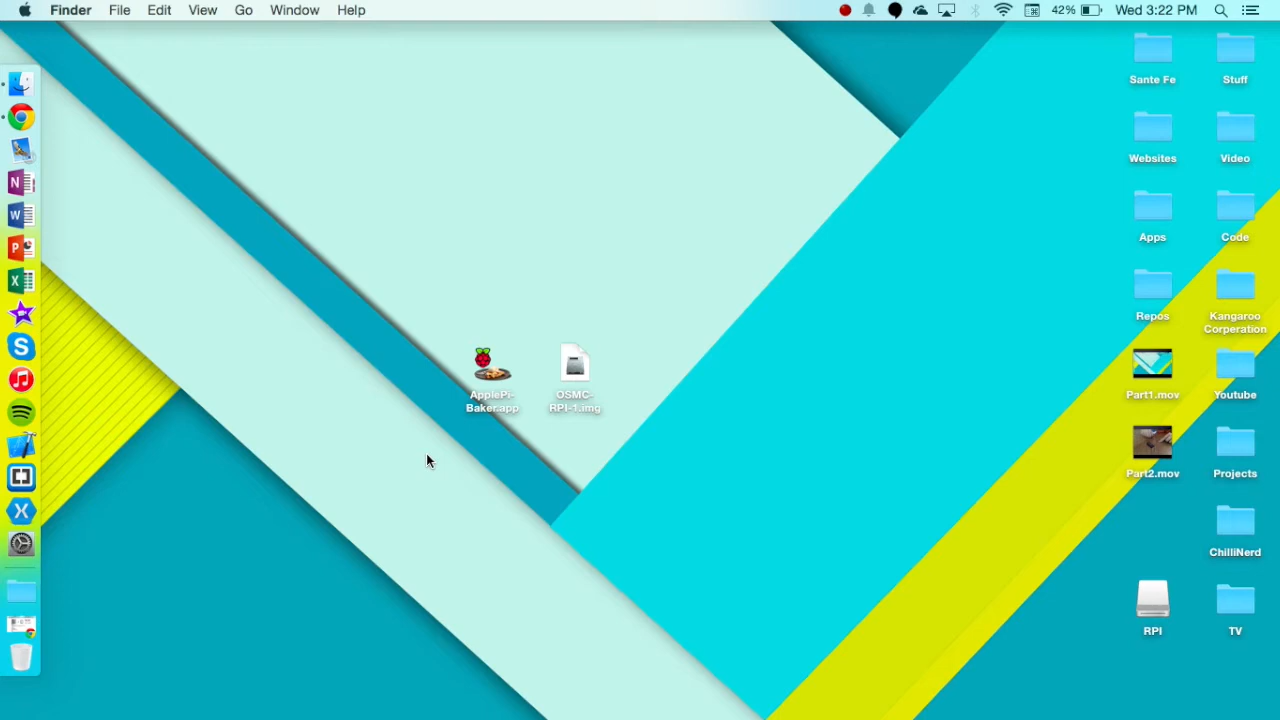 Finder File Edit View Go Window Help 42% Wed 3:22 PM
Sante Fe Stuff
Websites Video
Apps Code
Repos Kangaroo
Corperation
Part1.mov Youtube
ApplePi-
Baker.app
OSMC-
RPI-1.img
Part2.mov Projects
ChilliNerd
RPI TV
N
W
P
X
S